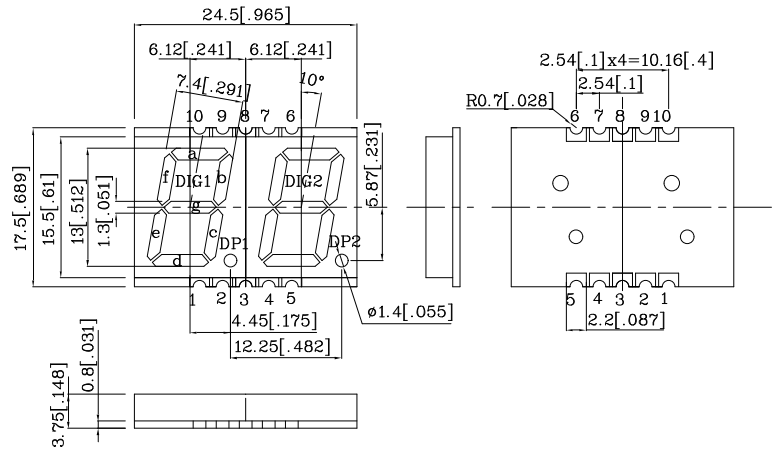 24.5[.965]
6.12[.241] 6.12[.241]
7.4[.291] 10°
10 9 8 7 6
a
f DIG1 b DIG2
g
e c
d DP1 DP2
1 2 3 4 5
17.5[.689]
15.5[.61]
13[.512]
1.3[.051]
5.87[.231]
4.45[.175]
12.25[.482]
ø1.4[.055]
2.54[.1]x4=10.16[.4]
2.54[.1]
R0.7[.028]
6 7 8 9 10
5 4 3 2 1
2.2[.087]
3.75[.148]
0.8[.031]